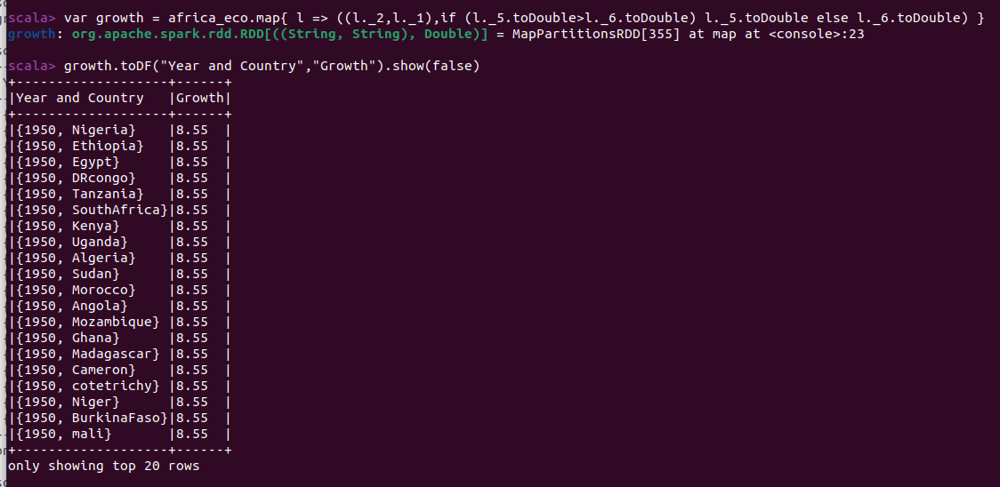 scala> var growth = africa_eco.map{ l => ((l._2,l._1),if (l._5.toDouble>l._6.toDouble) l._5.toDouble else l._6.toDouble) }
growth: org.apache.spark.rdd.RDD[((String, String), Double)] = MapPartitionsRDD[355] at map at <console>:23
scala> growth.toDF("Year and Country","Growth").show(false)
+-------------------+------+
|Year and Country   |Growth|
+-------------------+------+
|{1950, Nigeria}    |8.55  |
|{1950, Ethiopia}   |8.55  |
|{1950, Egypt}      |8.55  |
|{1950, DRcongo}    |8.55  |
|{1950, Tanzania}   |8.55  |
|{1950, SouthAfrica}|8.55  |
|{1950, Kenya}      |8.55  |
|{1950, Uganda}     |8.55  |
|{1950, Algeria}    |8.55  |
|{1950, Sudan}      |8.55  |
|{1950, Morocco}    |8.55  |
|{1950, Angola}     |8.55  |
|{1950, Mozambique} |8.55  |
|{1950, Ghana}      |8.55  |
|{1950, Madagascar} |8.55  |
|{1950, Cameron}    |8.55  |
|{1950, cotetrichy} |8.55  |
|{1950, Niger}      |8.55  |
|{1950, BurkinaFaso}|8.55  |
|{1950, mali}       |8.55  |
+-------------------+------+
only showing top 20 rows